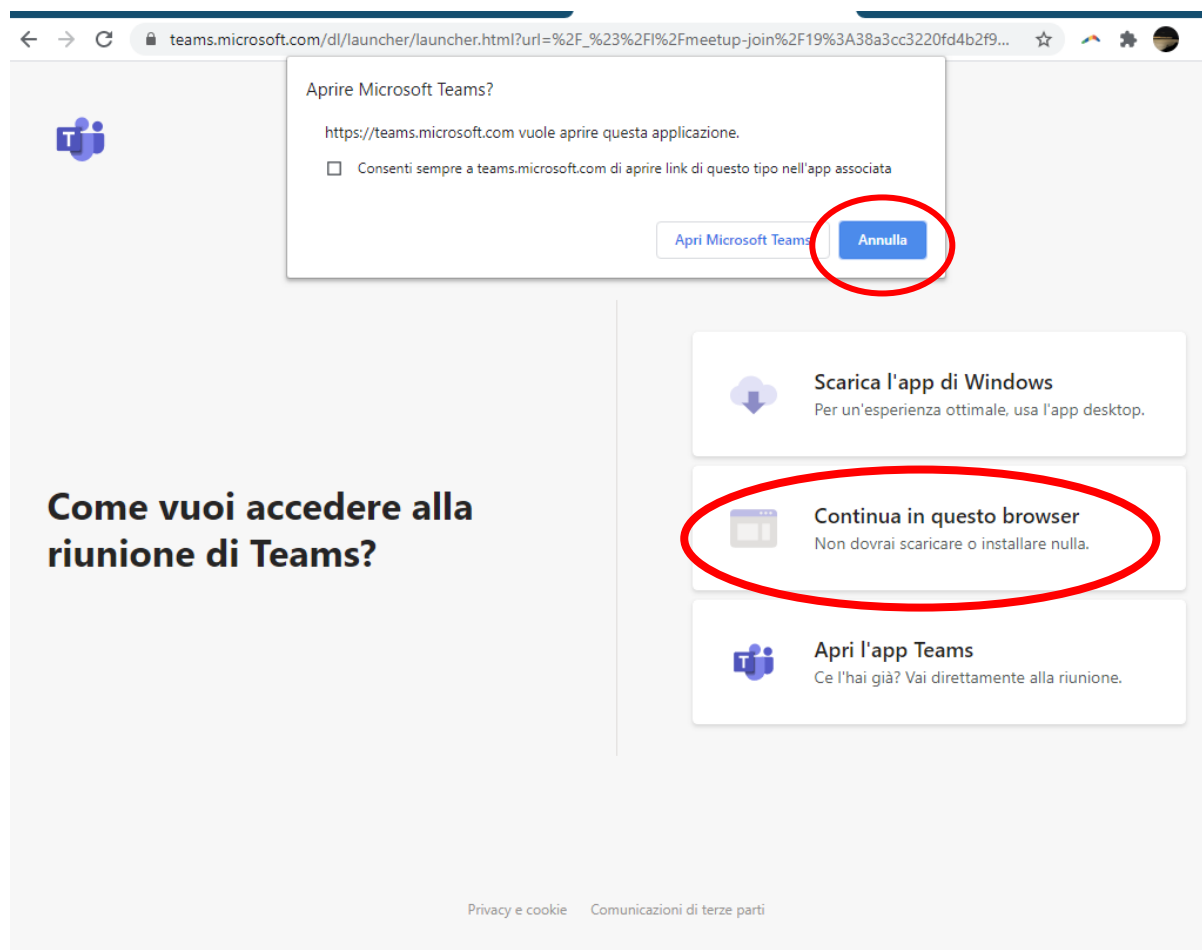 teams.microsoft.com/dl/launcher/launcher.html?url=%2F_%23%2Fl%2Fmeetup-join%2F19%3A38a3cc3220fd4b2f9...
Aprire Microsoft Teams?
https://teams.microsoft.com vuole aprire questa applicazione.
Consenti sempre a teams.microsoft.com di aprire link di questo tipo nell'app associata
Apri Microsoft Teams
Annulla
Scarica l'app di Windows
Per un'esperienza ottimale, usa l'app desktop.
Come vuoi accedere alla
riunione di Teams?
Continua in questo browser
Non dovrai scaricare o installare nulla.
Apri l'app Teams
Ce l'hai già? Vai direttamente alla riunione.
Privacy e cookie
Comunicazioni di terze parti